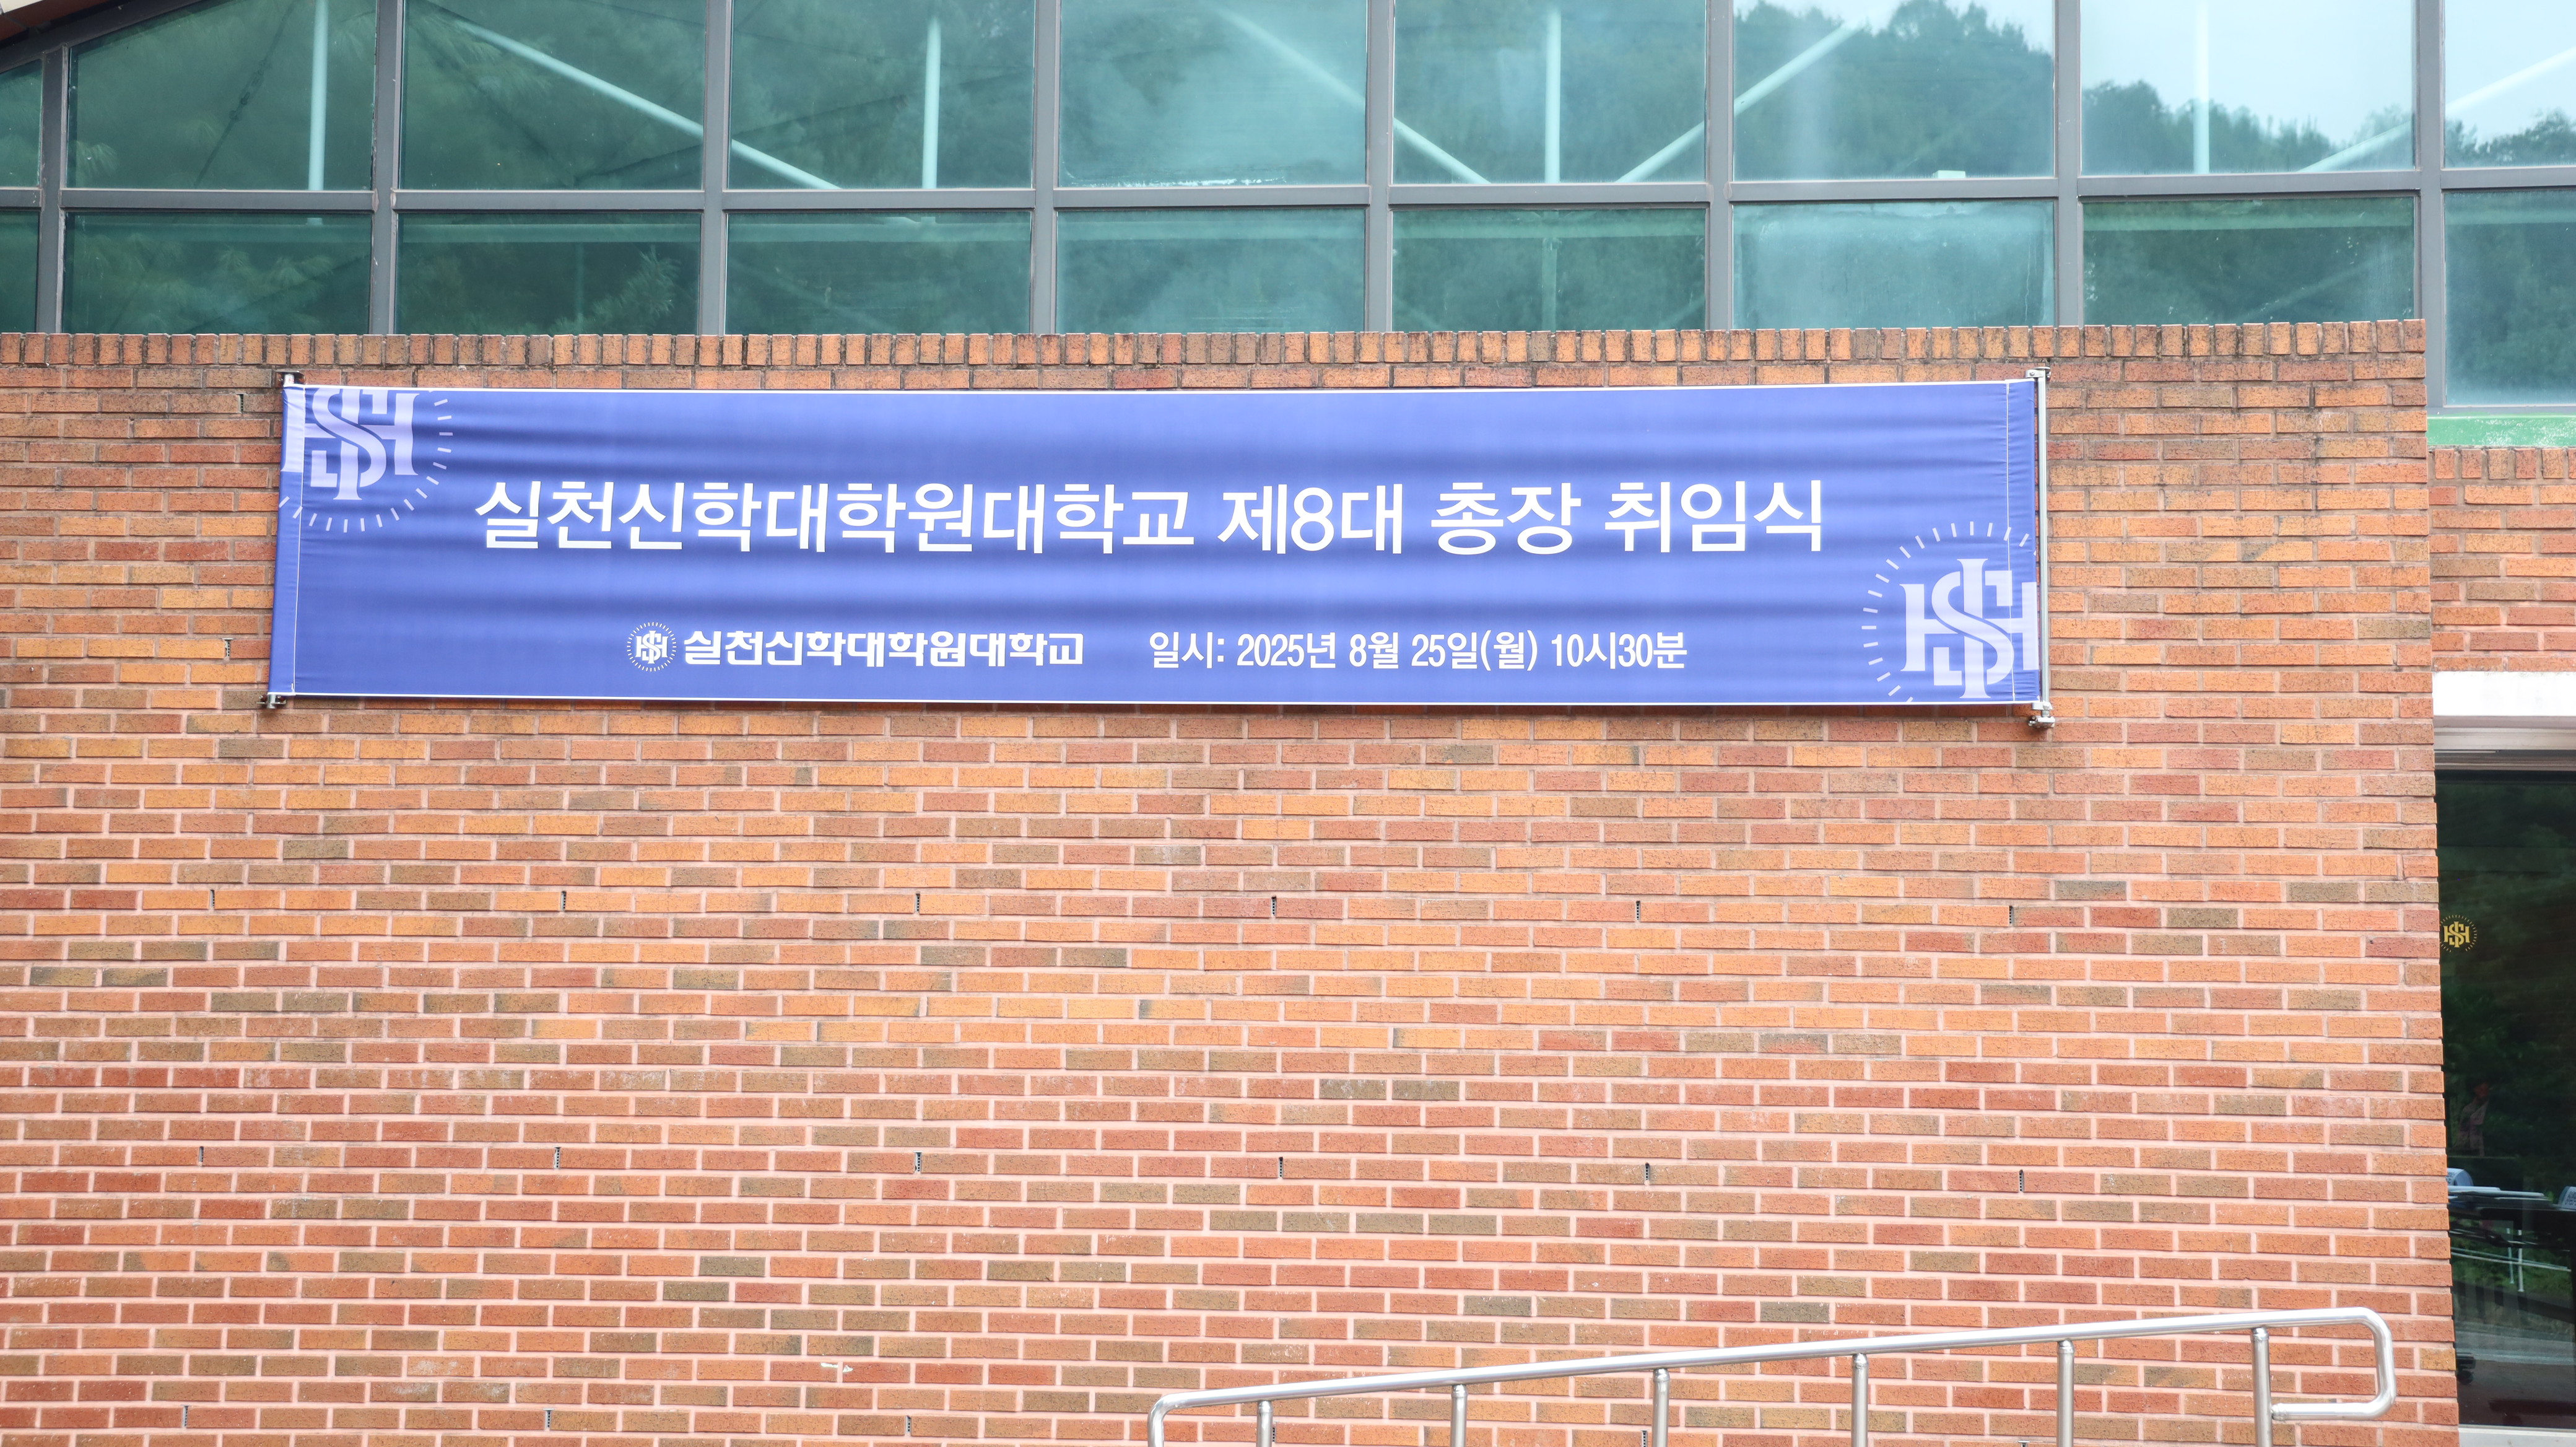 실천신학대학원대학교 제8대 총장 취임식
실천신학대학원대학교 일시: 2025년 8월 25일(월) 10시30분